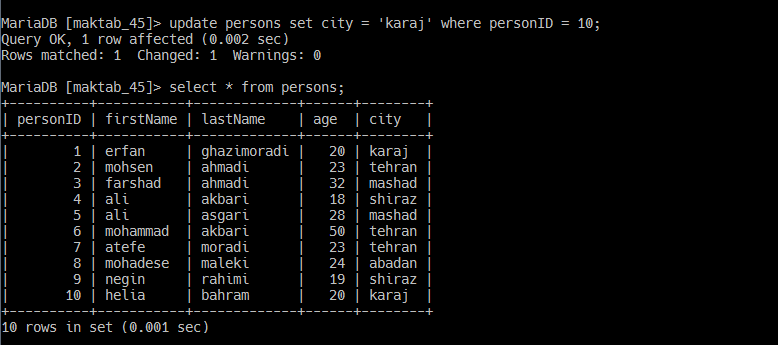 MariaDB [maktab_45]> update persons set city = 'karaj' where personID = 10;
Query OK, 1 row affected (0.002 sec)
Rows matched: 1  Changed: 1  Warnings: 0

MariaDB [maktab_45]> select * from persons;
+----------+-----------+-------------+------+--------+
| personID | firstName | lastName    | age  | city   |
+----------+-----------+-------------+------+--------+
|        1 | erfan     | ghazimoradi |   20 | karaj  |
|        2 | mohsen    | ahmadi      |   23 | tehran |
|        3 | farshad   | ahmadi      |   32 | mashad |
|        4 | ali       | akbari      |   18 | shiraz |
|        5 | ali       | asgari      |   28 | mashad |
|        6 | mohammad  | akbari      |   50 | tehran |
|        7 | atefe     | moradi      |   23 | tehran |
|        8 | mohadese  | maleki      |   24 | abadan |
|        9 | negin     | rahimi      |   19 | shiraz |
|       10 | helia     | bahram      |   20 | karaj  |
+----------+-----------+-------------+------+--------+
10 rows in set (0.001 sec)